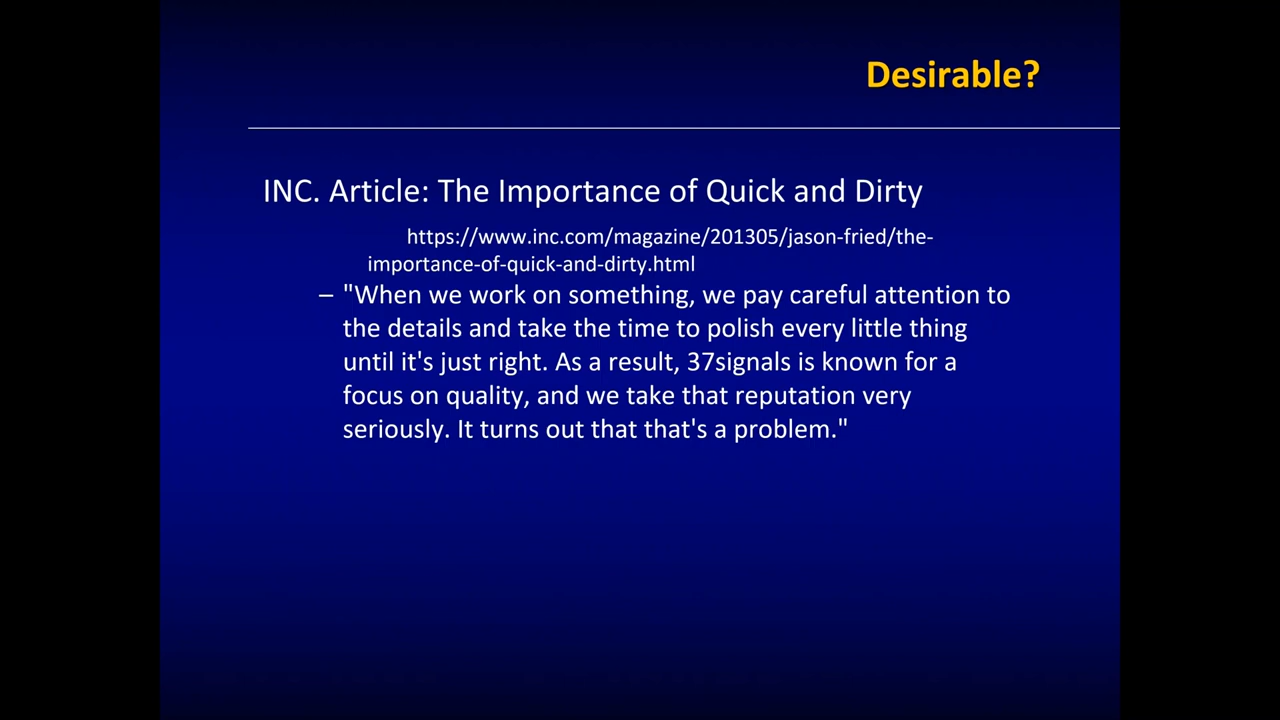 Desirable?
INC. Article: The Importance of Quick and Dirty
https://www.inc.com/magazine/201305/jason-fried/the-
importance-of-quick-and-dirty.html
– "When we work on something, we pay careful attention to
the details and take the time to polish every little thing
until it's just right. As a result, 37signals is known for a
focus on quality, and we take that reputation very
seriously. It turns out that that's a problem."